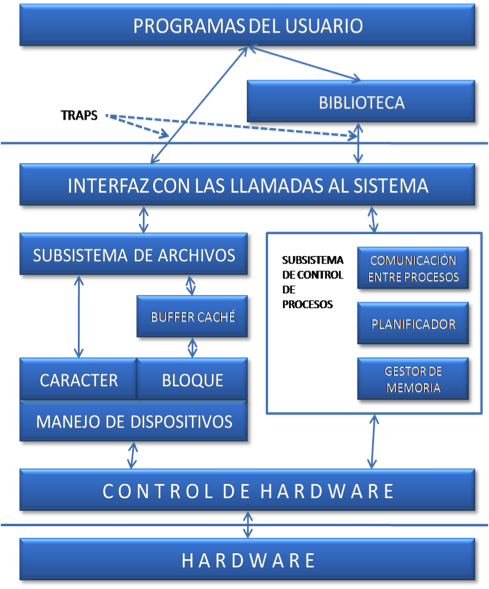 PROGRAMAS DEL USUARIO
BIBLIOTECA
TRAPS
INTERFAZ CON LAS LLAMADAS AL SISTEMA
SUBSISTEMA DE ARCHIVOS
BUFFER CACHÉ
CARACTER
BLOQUE
MANEJO DE DISPOSITIVOS
SUBSISTEMA
DE CONTROL
DE
PROCESOS
COMUNICACIÓN
ENTRE PROCESOS
PLANIFICADOR
GESTOR DE
MEMORIA
CONTROL DE HARDWARE
HARDWARE